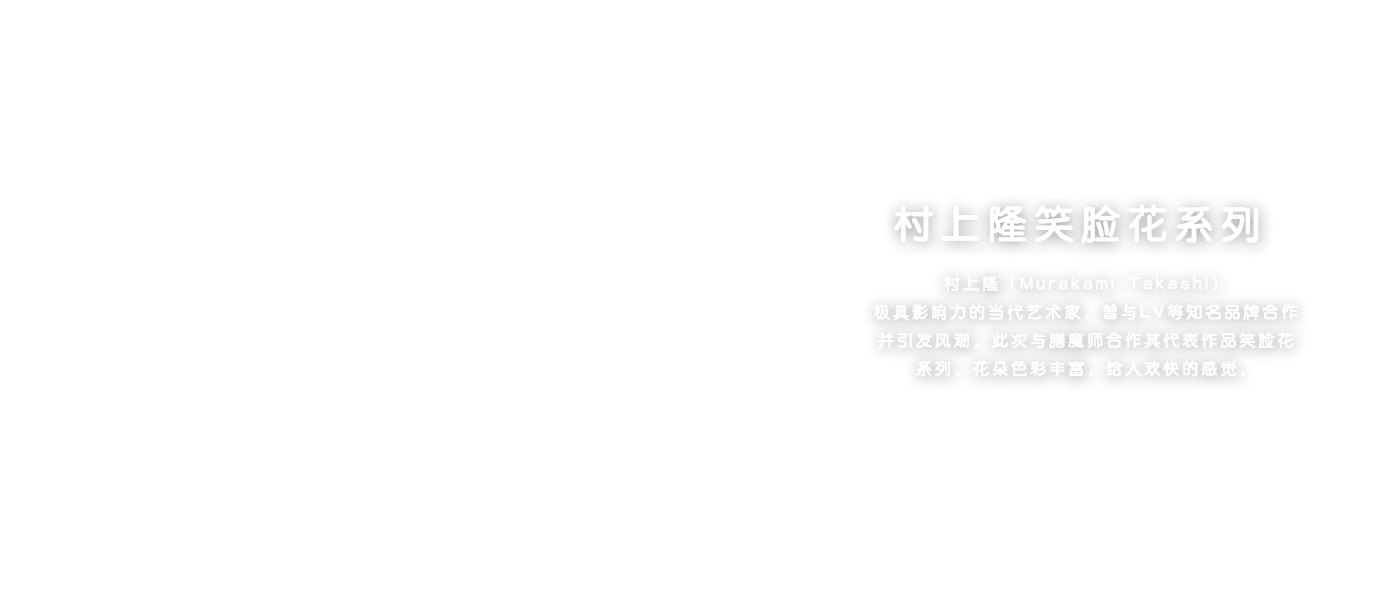 村上隆笑脸花系列
村上隆（Murakami Takashi）
极具影响力的当代艺术家，曾与LV等知名品牌合作
并引发风潮，此次与膳魔师合作其代表作品笑脸花
系列，花朵色彩丰富，给人欢快的感觉。